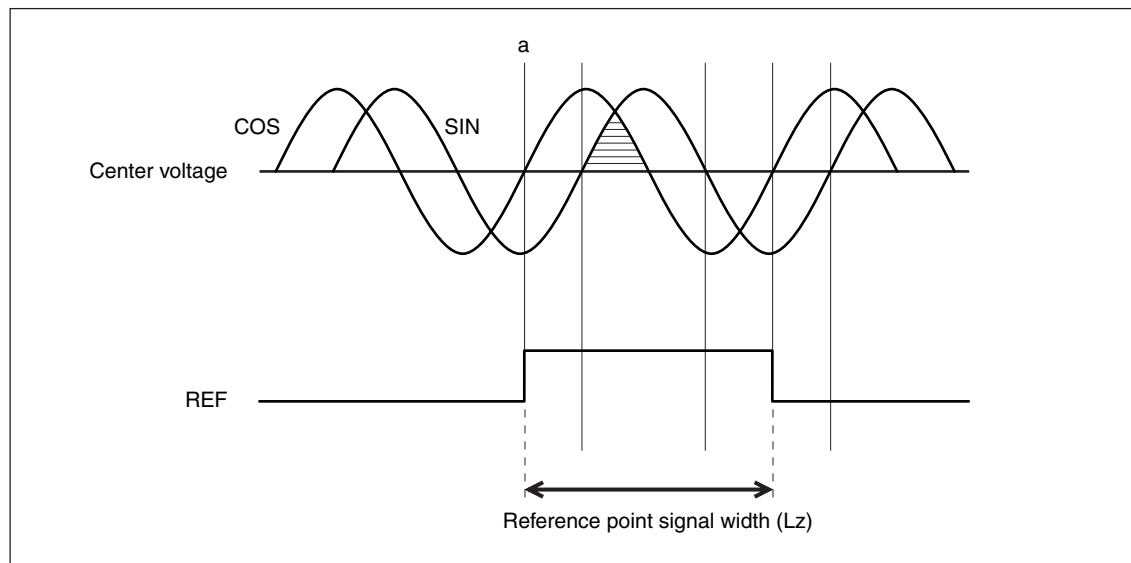 a
COS
SIN
Center voltage
REF
Reference point signal width (Lz)